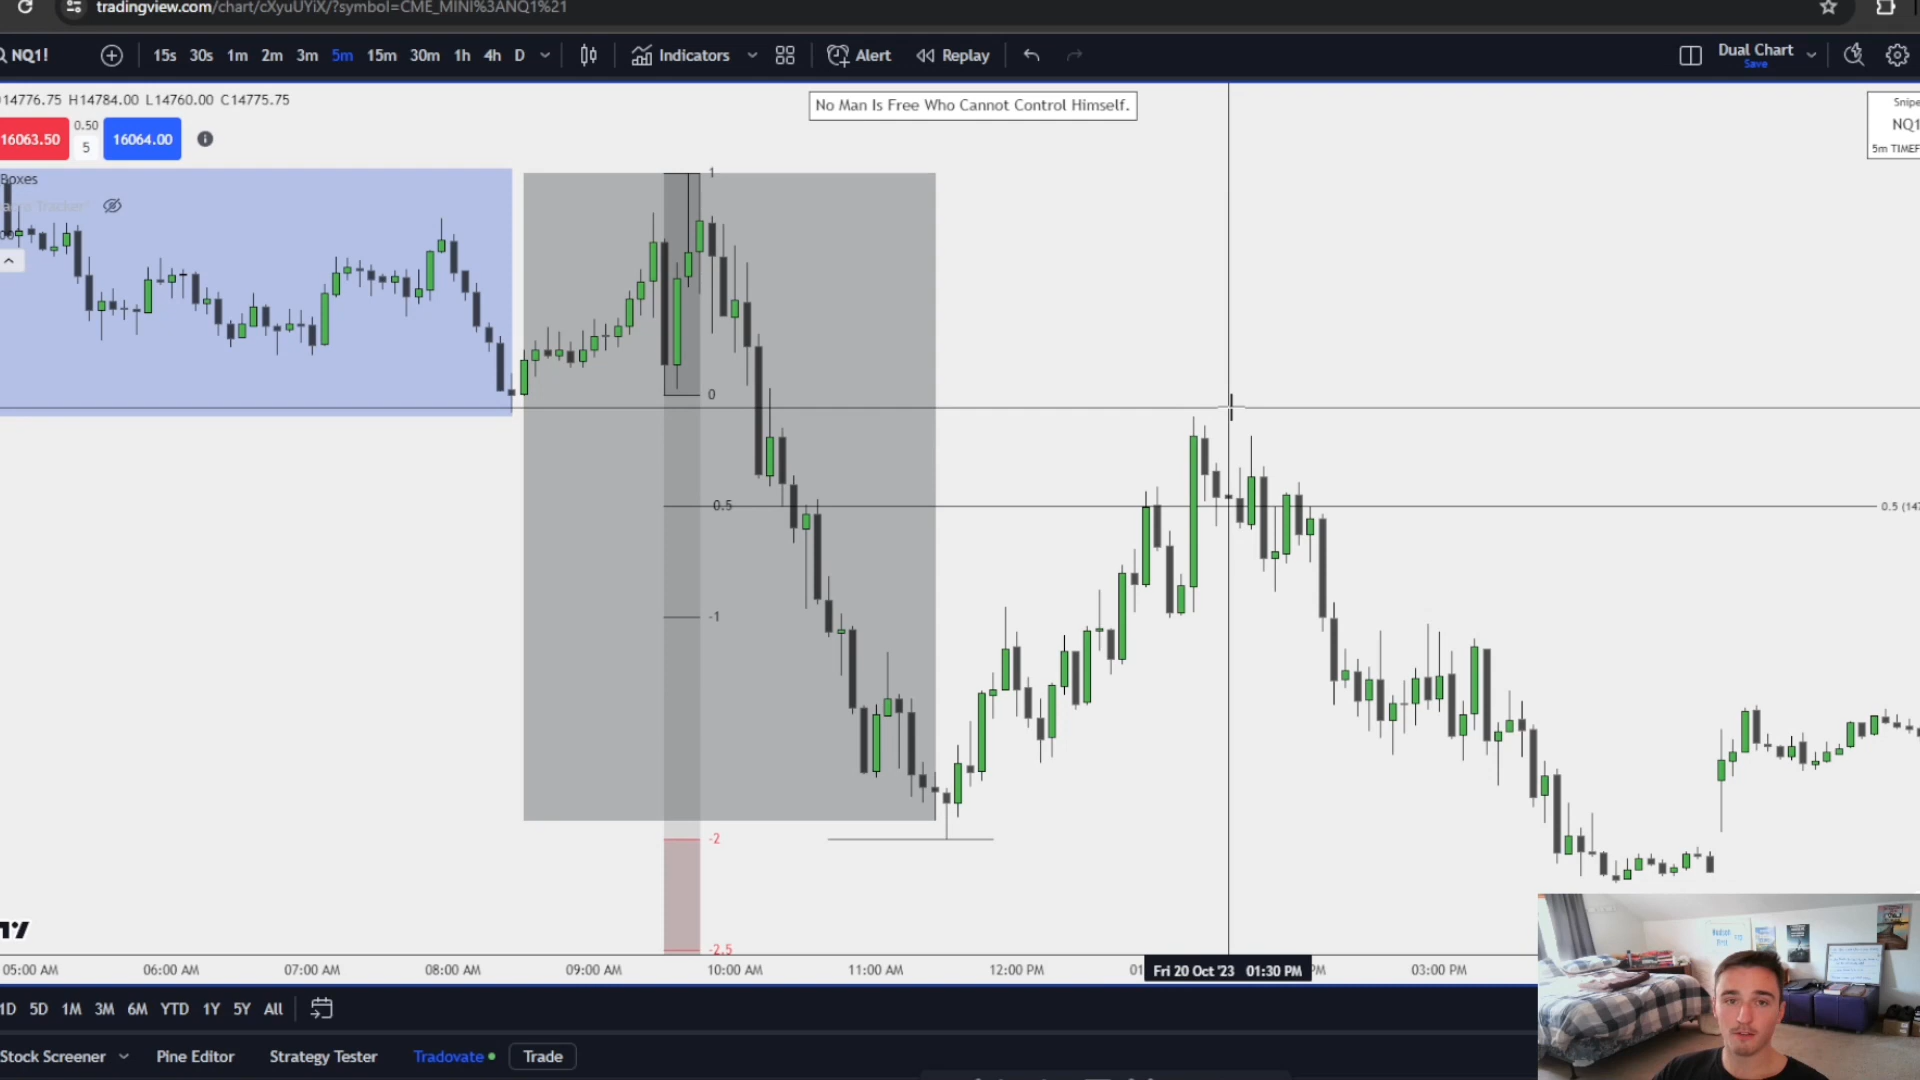 tradingview.com/chart/cXyuUYiX/?symbol=CME_MINI%3ANQ1%21
NQ1! 15s 30s 1m 2m 3m 5m 15m 30m 1h 4h D Indicators Alert Replay Dual Chart
Save
14776.75 H14784.00 L14760.00 C14775.75
No Man Is Free Who Cannot Control Himself.
Snipe
NQ1
5m TIMEF
16063.50 0.50 5 16064.00
Boxes
Tracker
1
0
0.5
0.5 (147
-1
-2
-2.5
05:00 AM 06:00 AM 07:00 AM 08:00 AM 09:00 AM 10:00 AM 11:00 AM 12:00 PM 01 Fri 20 Oct '23 01:30 PM PM 03:00 PM
1D 5D 1M 3M 6M YTD 1Y 5Y All
Stock Screener Pine Editor Strategy Tester Tradovate Trade